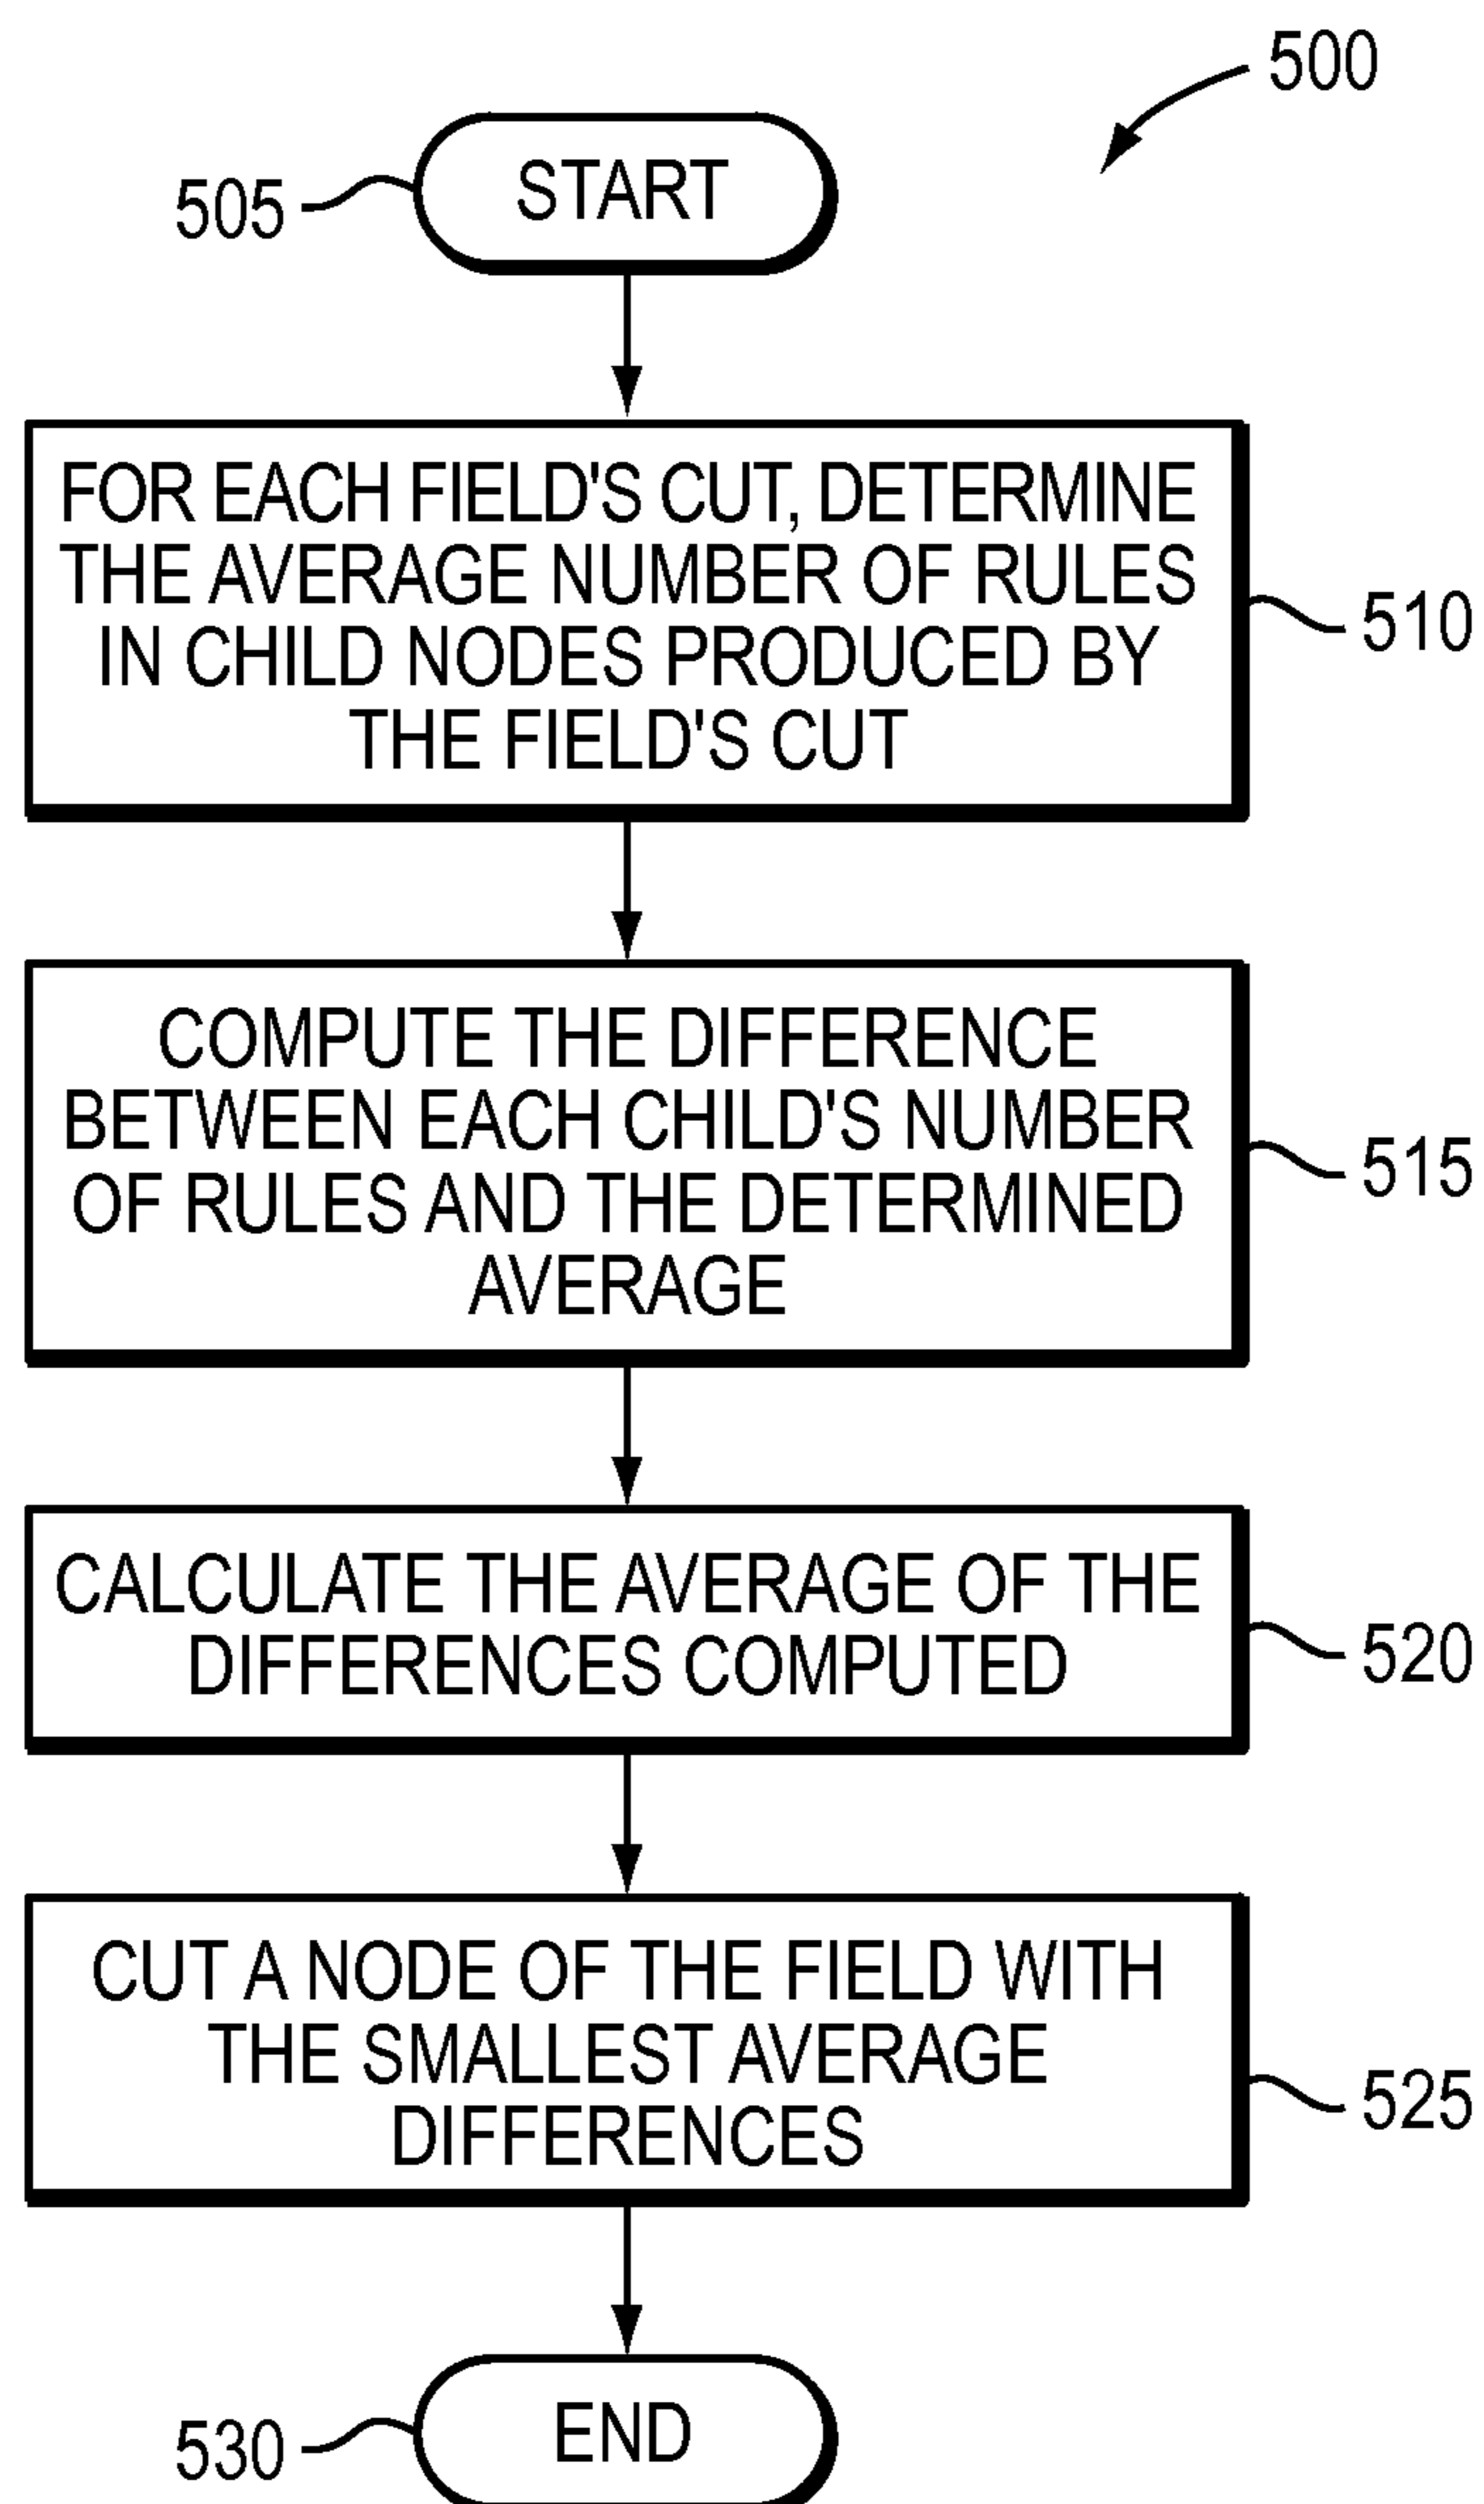 500
505
START
FOR EACH FIELD'S CUT, DETERMINE
THE AVERAGE NUMBER OF RULES
IN CHILD NODES PRODUCED BY
THE FIELD'S CUT
510
COMPUTE THE DIFFERENCE
BETWEEN EACH CHILD'S NUMBER
OF RULES AND THE DETERMINED
AVERAGE
515
CALCULATE THE AVERAGE OF THE
DIFFERENCES COMPUTED
520
CUT A NODE OF THE FIELD WITH
THE SMALLEST AVERAGE
DIFFERENCES
525
END
530